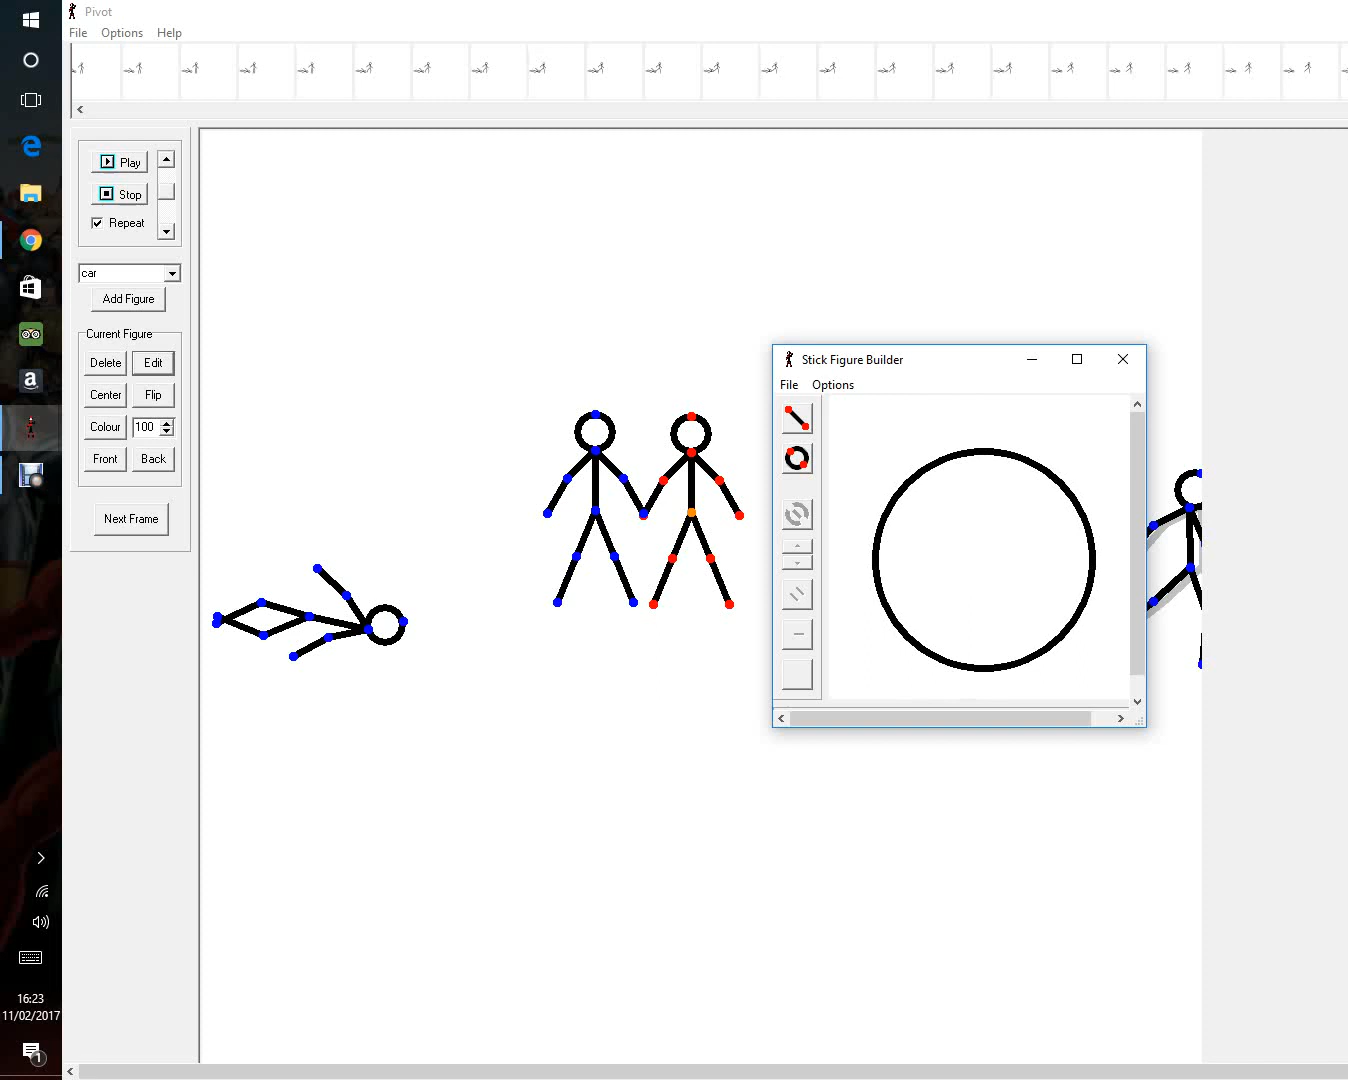 Pivot
File Options Help
Play
Stop
Repeat
car
Add Figure
Current Figure
Delete Edit
Center Flip
Colour 100
Front Back
Next Frame
Stick Figure Builder
File Options
16:23
11/02/2017
1